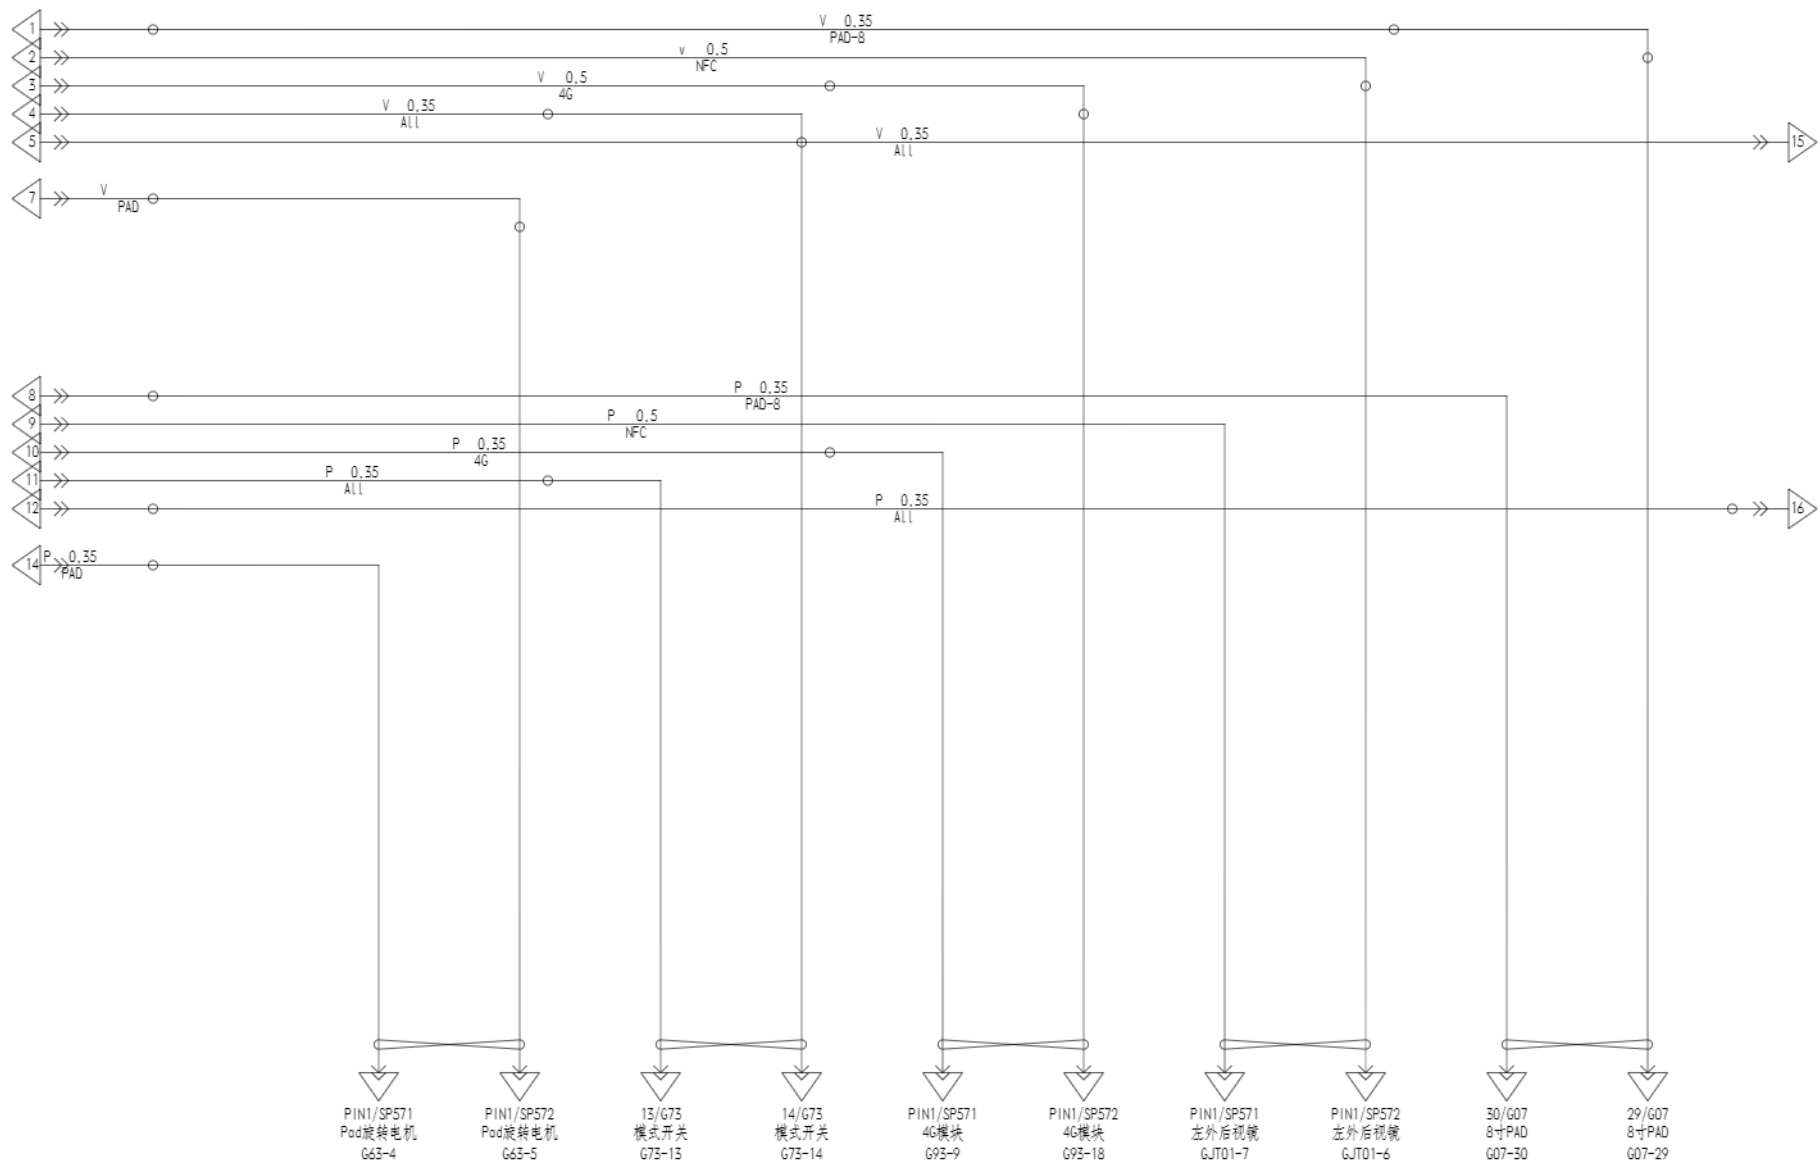 1
V 0,35
PAD-8
2
v 0,5
NFC
3
V 0,5
4G
4
V 0,35
All
5
V 0,35
All
15
7
V
PAD
8
P 0,35
PAD-8
9
P 0,5
NFC
10
P 0,35
4G
11
P 0,35
All
12
P 0,35
All
16
14
P 0,35
PAD
PIN1/SP571
Pad旋转电机
G63-4
PIN1/SP572
Pad旋转电机
G63-5
13/G73
模式开关
G73-13
14/G73
模式开关
G73-14
PIN1/SP571
4G模块
G93-9
PIN1/SP572
4G模块
G93-18
PIN1/SP571
左外后视镜
GJT01-7
PIN1/SP572
左外后视镜
GJT01-6
30/G07
8寸PAD
G07-30
29/G07
8寸PAD
G07-29